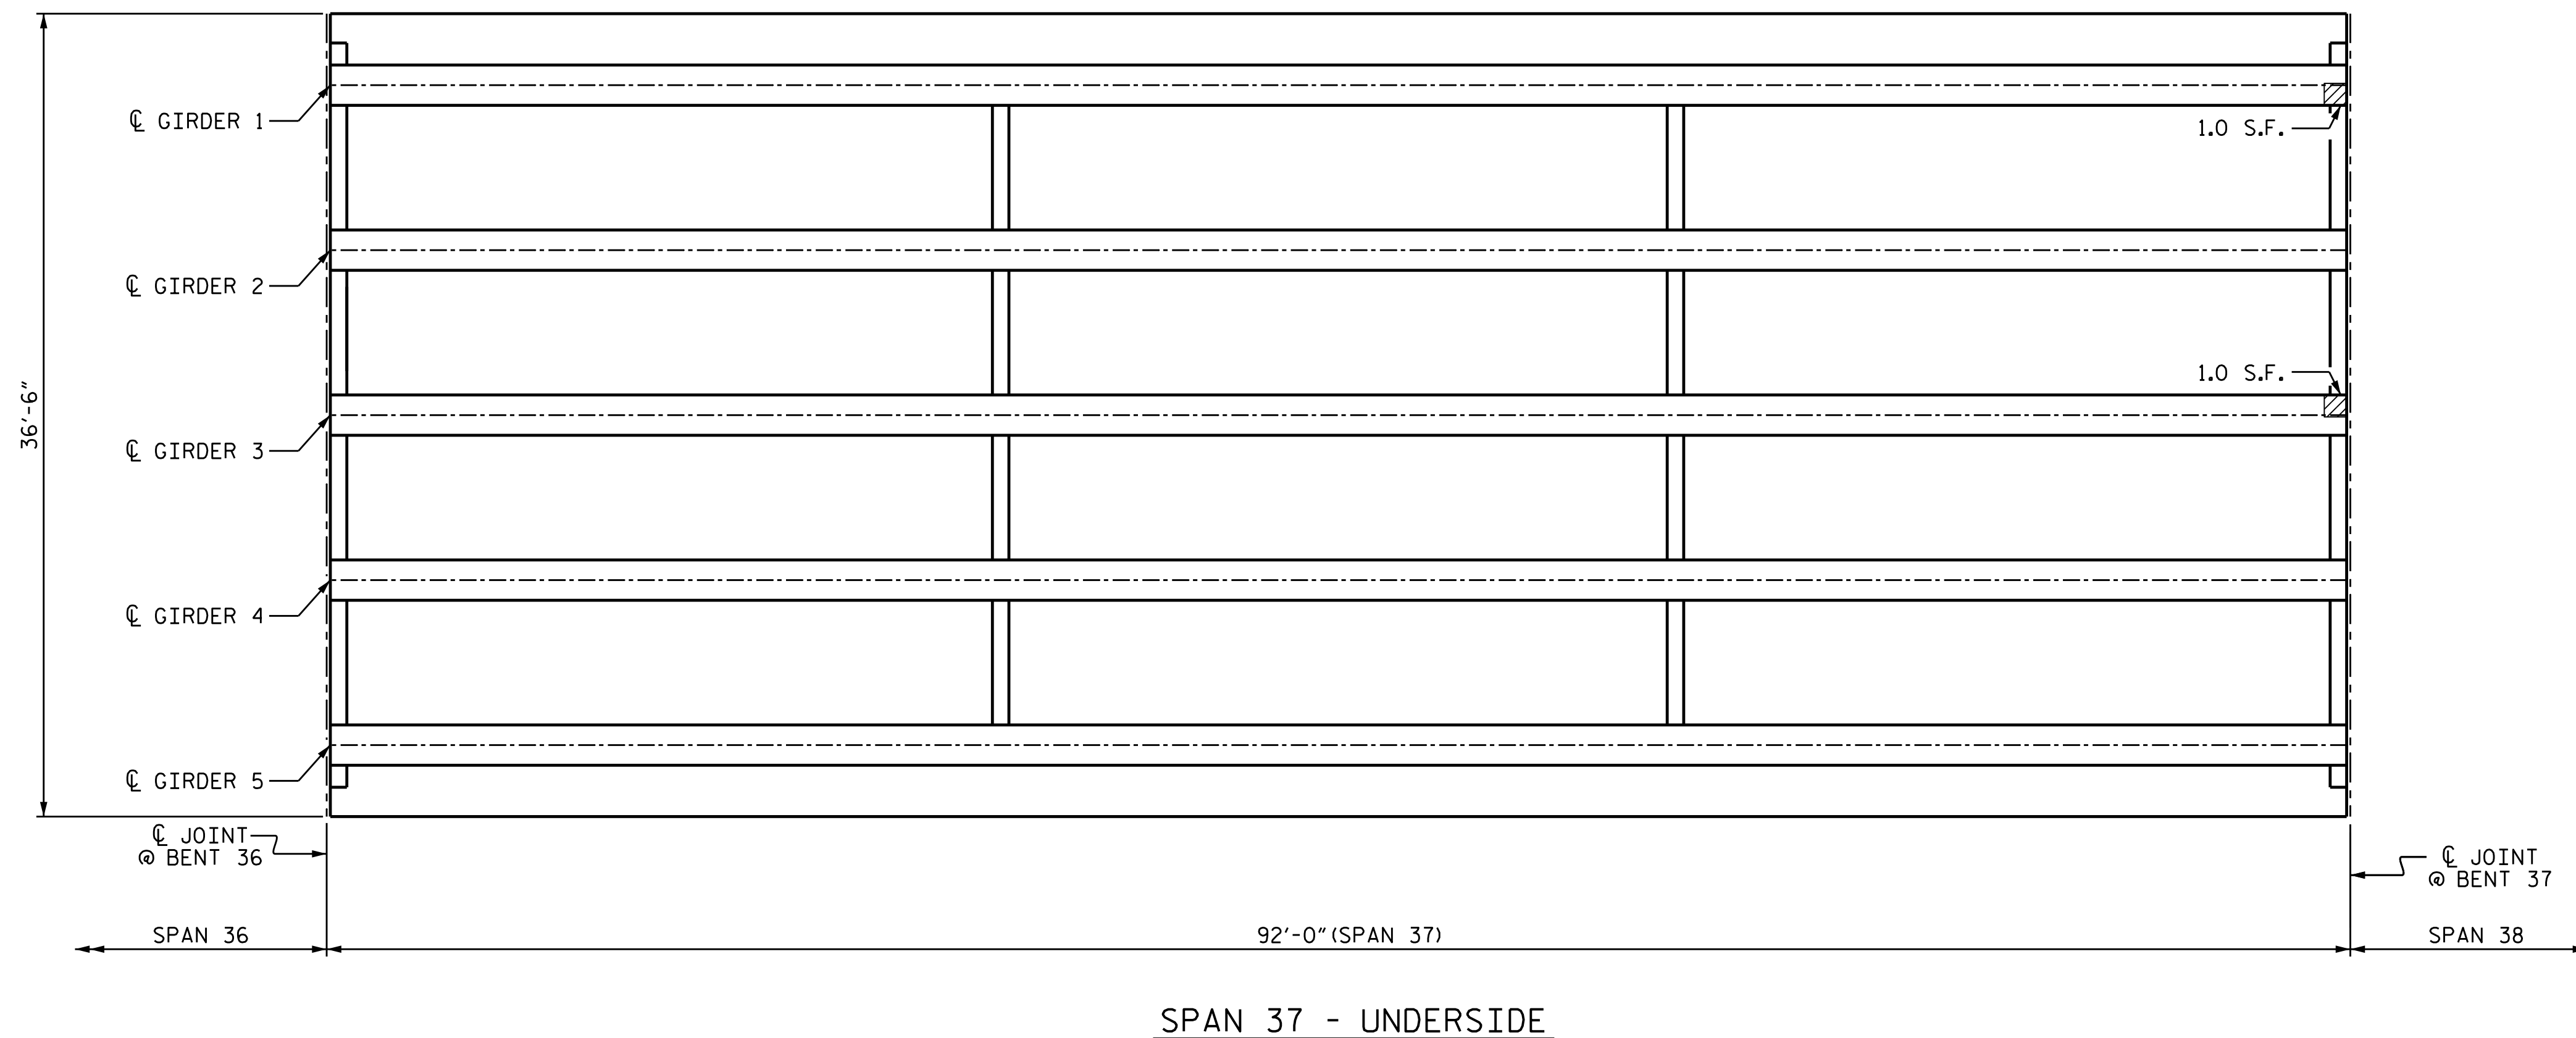 ℄ GIRDER 1
1.0 S.F.
℄ GIRDER 2
1.0 S.F.
36'-6"
℄ GIRDER 3
℄ GIRDER 4
℄ GIRDER 5
℄ JOINT
@ BENT 36
℄ JOINT
@ BENT 37
SPAN 36
92'-0" (SPAN 37)
SPAN 38
SPAN 37 - UNDERSIDE